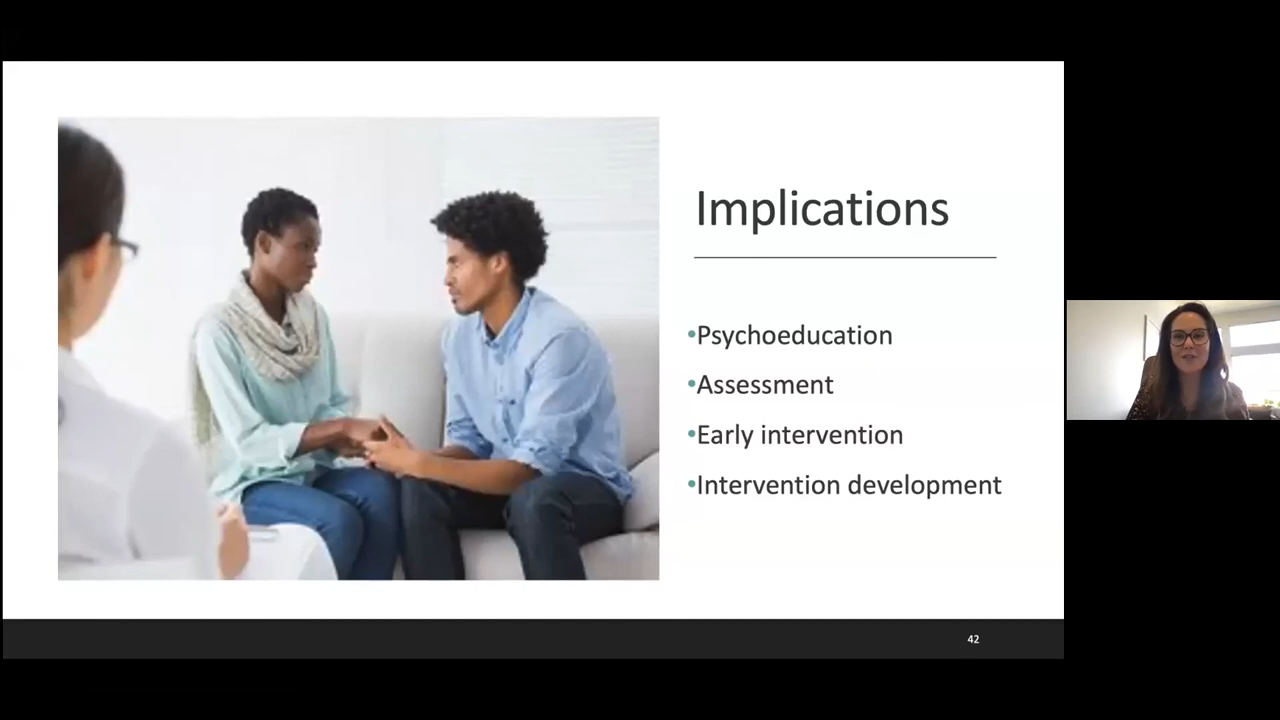 Implications
•Psychoeducation
•Assessment
•Early intervention
•Intervention development
42